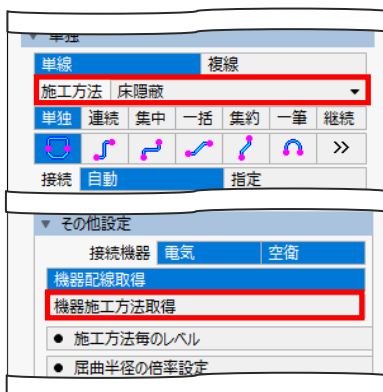 ▼ 単独
単線 複線
施工方法 床隠蔽
単独 連続 集中 一括 集約 一筆 継続
>>
接続 自動 指定
▼ その他設定
接続機器 電気 空衛
機器配線取得
機器施工方法取得
● 施工方法毎のレベル
● 屈曲半径の倍率設定